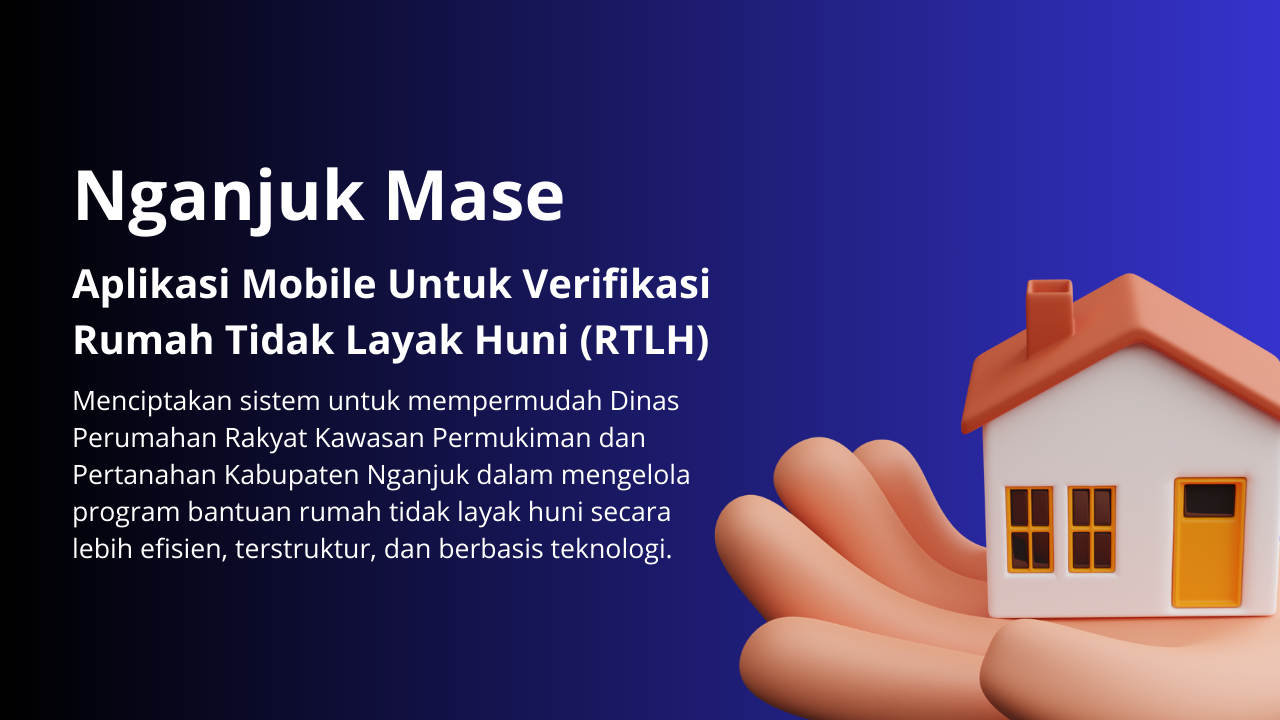 Nganjuk Mase
Aplikasi Mobile Untuk Verifikasi
Rumah Tidak Layak Huni (RTLH)
Menciptakan sistem untuk mempermudah Dinas
Perumahan Rakyat Kawasan Permukiman dan
Pertanahan Kabupaten Nganjuk dalam mengelola
program bantuan rumah tidak layak huni secara
lebih efisien, terstruktur, dan berbasis teknologi.